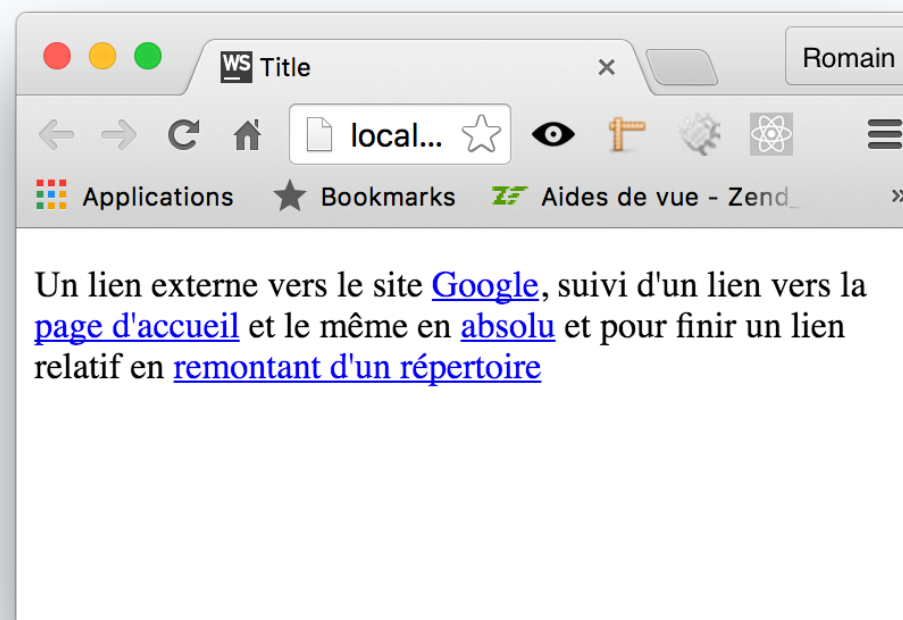 WS Title
Romain
local...
Applications Bookmarks ZF Aides de vue - Zend_
Un lien externe vers le site Google, suivi d'un lien vers la
page d'accueil et le même en absolu et pour finir un lien
relatif en remontant d'un répertoire